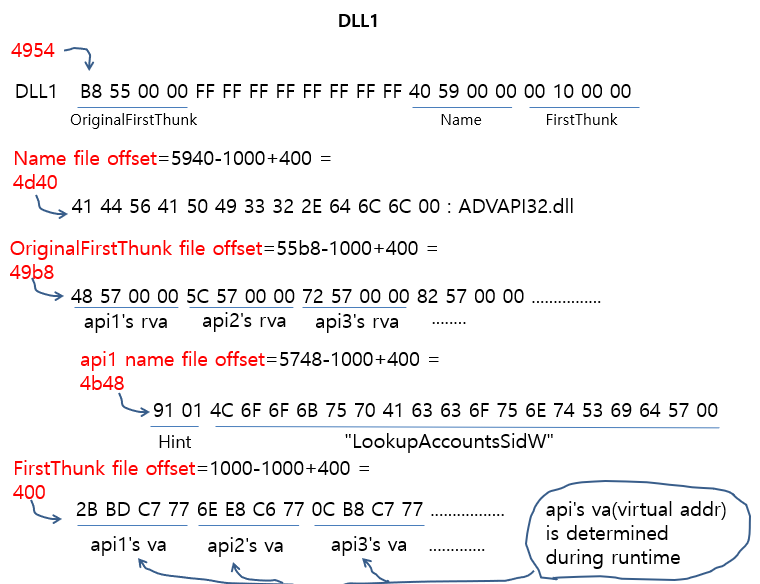 DLL1
4954
DLL1 B8 55 00 00 FF FF FF FF FF FF FF FF 40 59 00 00 00 10 00 00
OriginalFirstThunk Name FirstThunk
Name file offset=5940-1000+400 =
4d40
41 44 56 41 50 49 33 32 2E 64 6C 6C 00 : ADVAPI32.dll
OriginalFirstThunk file offset=55b8-1000+400 =
49b8
48 57 00 00 5C 57 00 00 72 57 00 00 82 57 00 00 ................
api1's rva api2's rva api3's rva ........
api1 name file offset=5748-1000+400 =
4b48
91 01 4C 6F 6F 6B 75 70 41 63 63 6F 75 6E 74 53 69 64 57 00
Hint "LookupAccountsSidW"
FirstThunk file offset=1000-1000+400 =
400
2B BD C7 77 6E E8 C6 77 0C B8 C7 77 .................
api1's va api2's va api3's va .............
api's va(virtual addr)
is determined
during runtime